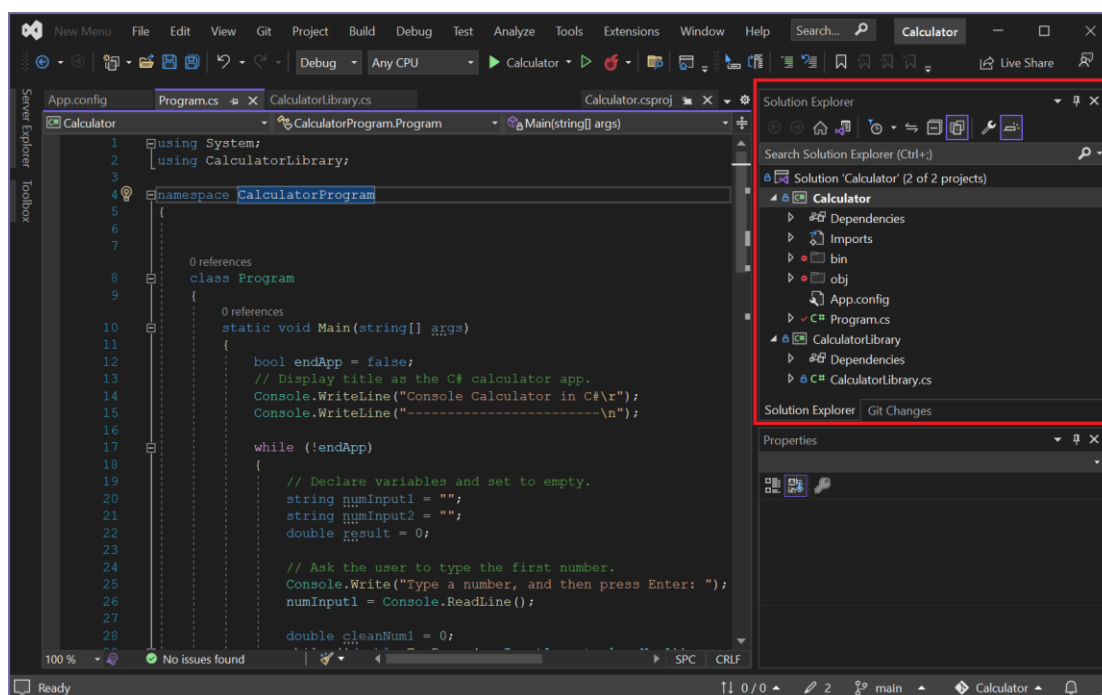 New Menu File Edit View Git Project Build Debug Test Analyze Tools Extensions Window Help Search... Calculator
Debug Any CPU Calculator Live Share
Server Explorer
Toolbox
App.config Program.cs CalculatorLibrary.cs Calculator.csproj
Calculator CalculatorProgram.Program Main(string[] args)
1 using System;
2 using CalculatorLibrary;
3
4 namespace CalculatorProgram
5 {
6
7
0 references
8 class Program
9 {
0 references
10 static void Main(string[] args)
11 {
12 bool endApp = false;
13 // Display title as the C# calculator app.
14 Console.WriteLine("Console Calculator in C#\r");
15 Console.WriteLine("------------------------\n");
16
17 while (!endApp)
18 {
19 // Declare variables and set to empty.
20 string numInput1 = "";
21 string numInput2 = "";
22 double result = 0;
23
24 // Ask the user to type the first number.
25 Console.Write("Type a number, and then press Enter: ");
26 numInput1 = Console.ReadLine();
27
28 double cleanNum1 = 0;
100 % No issues found SPC CRLF
Solution Explorer
Search Solution Explorer (Ctrl+;)
Solution 'Calculator' (2 of 2 projects)
C# Calculator
Dependencies
Imports
bin
obj
App.config
C# Program.cs
C# CalculatorLibrary
Dependencies
C# CalculatorLibrary.cs
Solution Explorer Git Changes
Properties
Ready 0 / 0 2 main Calculator